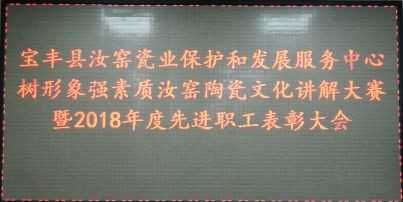 宝丰县汝窑瓷业保护和发展服务中心
树形象强素质汝窑陶瓷文化讲解大赛
暨2018年度先进职工表彰大会